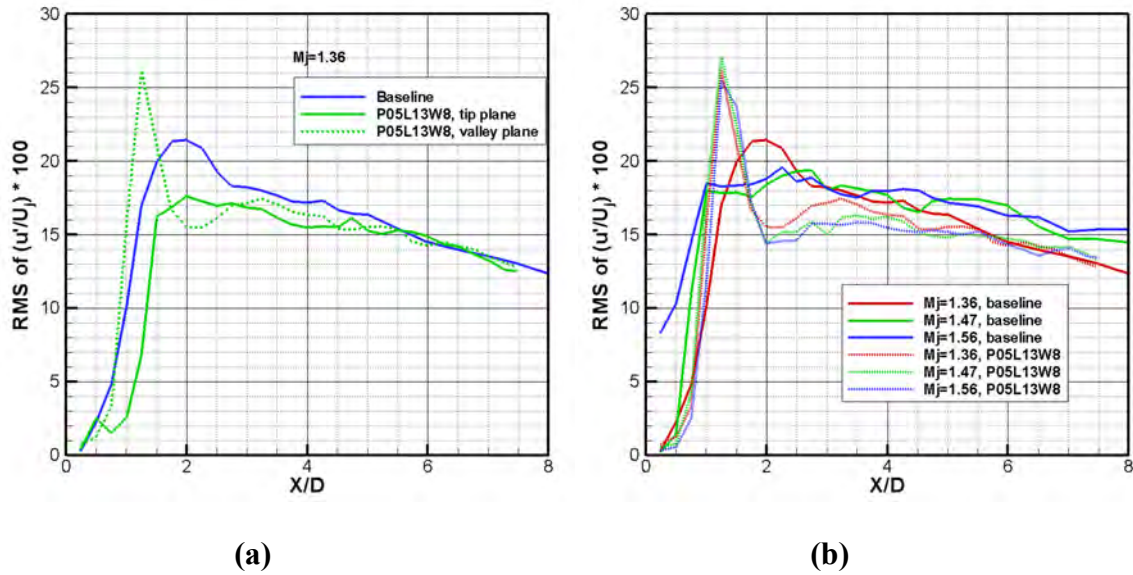 30
25
20
15
10
5
0
RMS of (u'/Uj) * 100
Mj=1.36
Baseline
P05L13W8, tip plane
P05L13W8, valley plane
0 2 4 6 8
X/D
(a)
30
25
20
15
10
5
0
RMS of (u'/Uj) * 100
Mj=1.36, baseline
Mj=1.47, baseline
Mj=1.56, baseline
Mj=1.36, P05L13W8
Mj=1.47, P05L13W8
Mj=1.56, P05L13W8
0 2 4 6 8
X/D
(b)